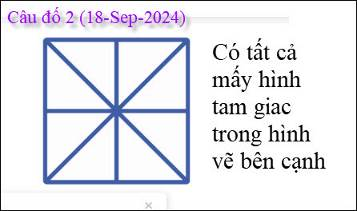 Câu đố 2 (18-Sep-2024)
Có tất cả
mấy hình
tam giac
trong hình
vẽ bên cạnh